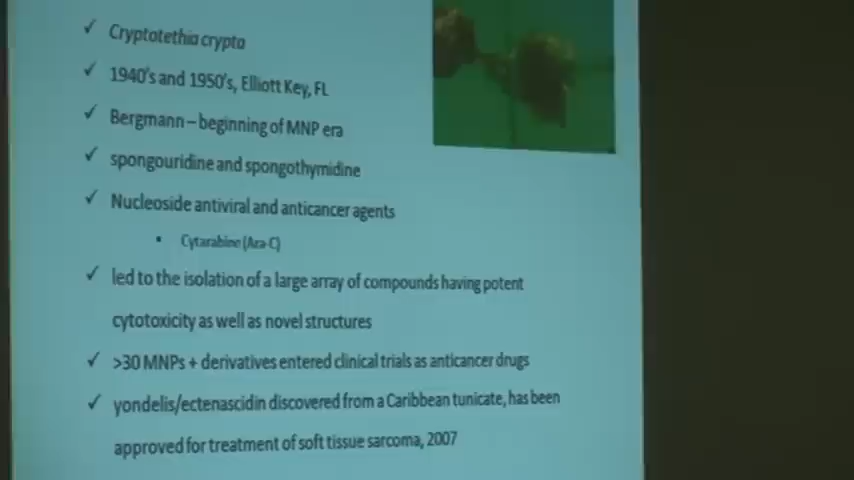 Cryptotethia crypta
1940's and 1950's, Elliott Key, FL
Bergmann – beginning of MNP era
spongouridine and spongothymidine
Nucleoside antiviral and anticancer agents
Cytarabine (Ara-C)
led to the isolation of a large array of compounds having potent
cytotoxicity as well as novel structures
>30 MNPs + derivatives entered clinical trials as anticancer drugs
yondelis/ectenascidin discovered from a Caribbean tunicate, has been
approved for treatment of soft tissue sarcoma, 2007